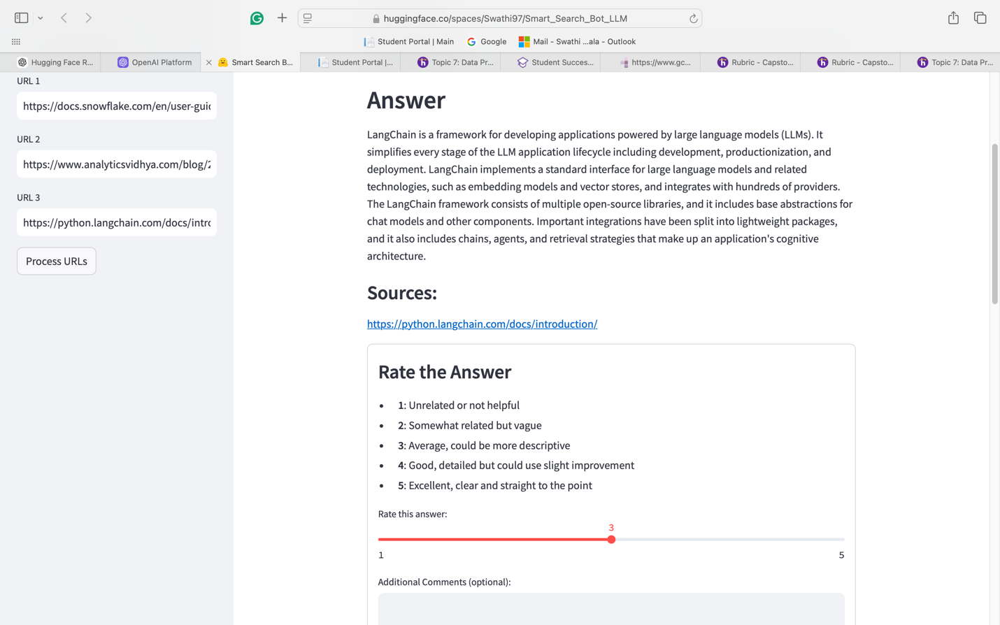 huggingface.co/spaces/Swathi97/Smart_Search_Bot_LLM
Student Portal | Main
Google
Mail - Swathi ...ala - Outlook
Hugging Face R...
OpenAI Platform
Smart Search B...
Student Portal |...
Topic 7: Data Pr...
Student Succes...
https://www.gc...
Rubric - Capsto...
Rubric - Capsto...
Topic 7: Data Pr...
URL 1
https://docs.snowflake.com/en/user-guid
URL 2
https://www.analyticsvidhya.com/blog/2
URL 3
https://python.langchain.com/docs/intro
Process URLs
Answer
LangChain is a framework for developing applications powered by large language models (LLMs). It
simplifies every stage of the LLM application lifecycle including development, productionization, and
deployment. LangChain implements a standard interface for large language models and related
technologies, such as embedding models and vector stores, and integrates with hundreds of providers.
The LangChain framework consists of multiple open-source libraries, and it includes base abstractions for
chat models and other components. Important integrations have been split into lightweight packages,
and it also includes chains, agents, and retrieval strategies that make up an application's cognitive
architecture.
Sources:
https://python.langchain.com/docs/introduction/
Rate the Answer
• 1: Unrelated or not helpful
• 2: Somewhat related but vague
• 3: Average, could be more descriptive
• 4: Good, detailed but could use slight improvement
• 5: Excellent, clear and straight to the point
Rate this answer:
3
1
5
Additional Comments (optional):